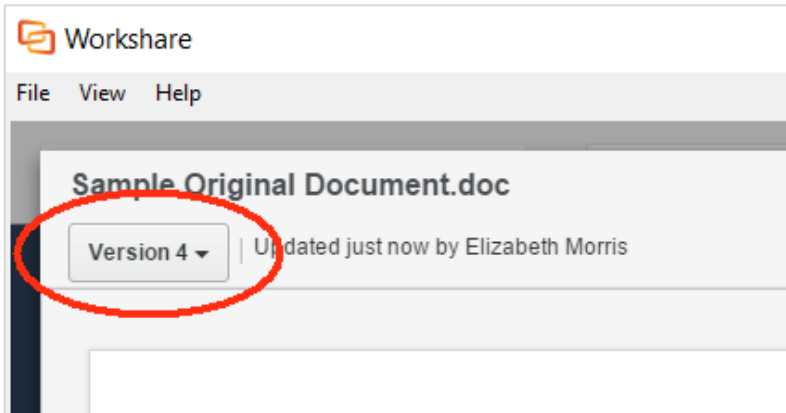 Workshare
File View Help
Sample Original Document.doc
Version 4 | Updated just now by Elizabeth Morris